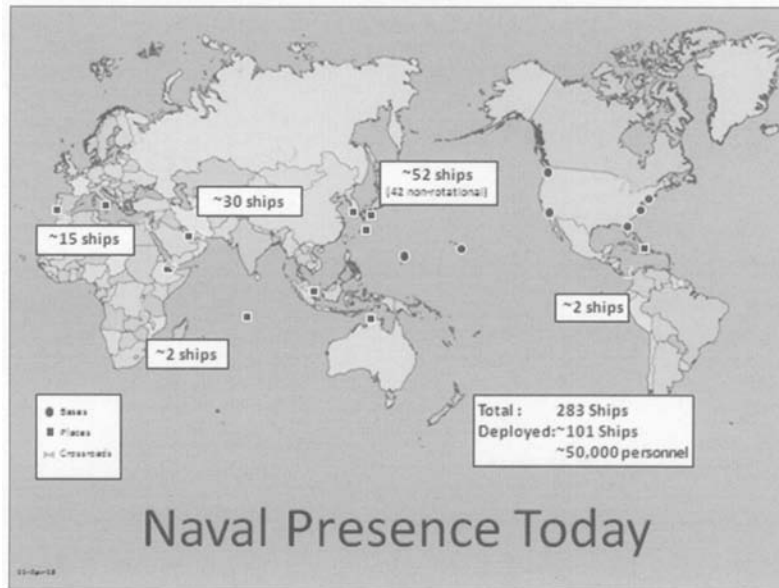 ~52 ships
(42 non-rotational)
~30 ships
~15 ships
~2 ships
~2 ships
Bases
Places
Crossroads
Total : 283 Ships
Deployed:~101 Ships
~50,000 personnel
Naval Presence Today